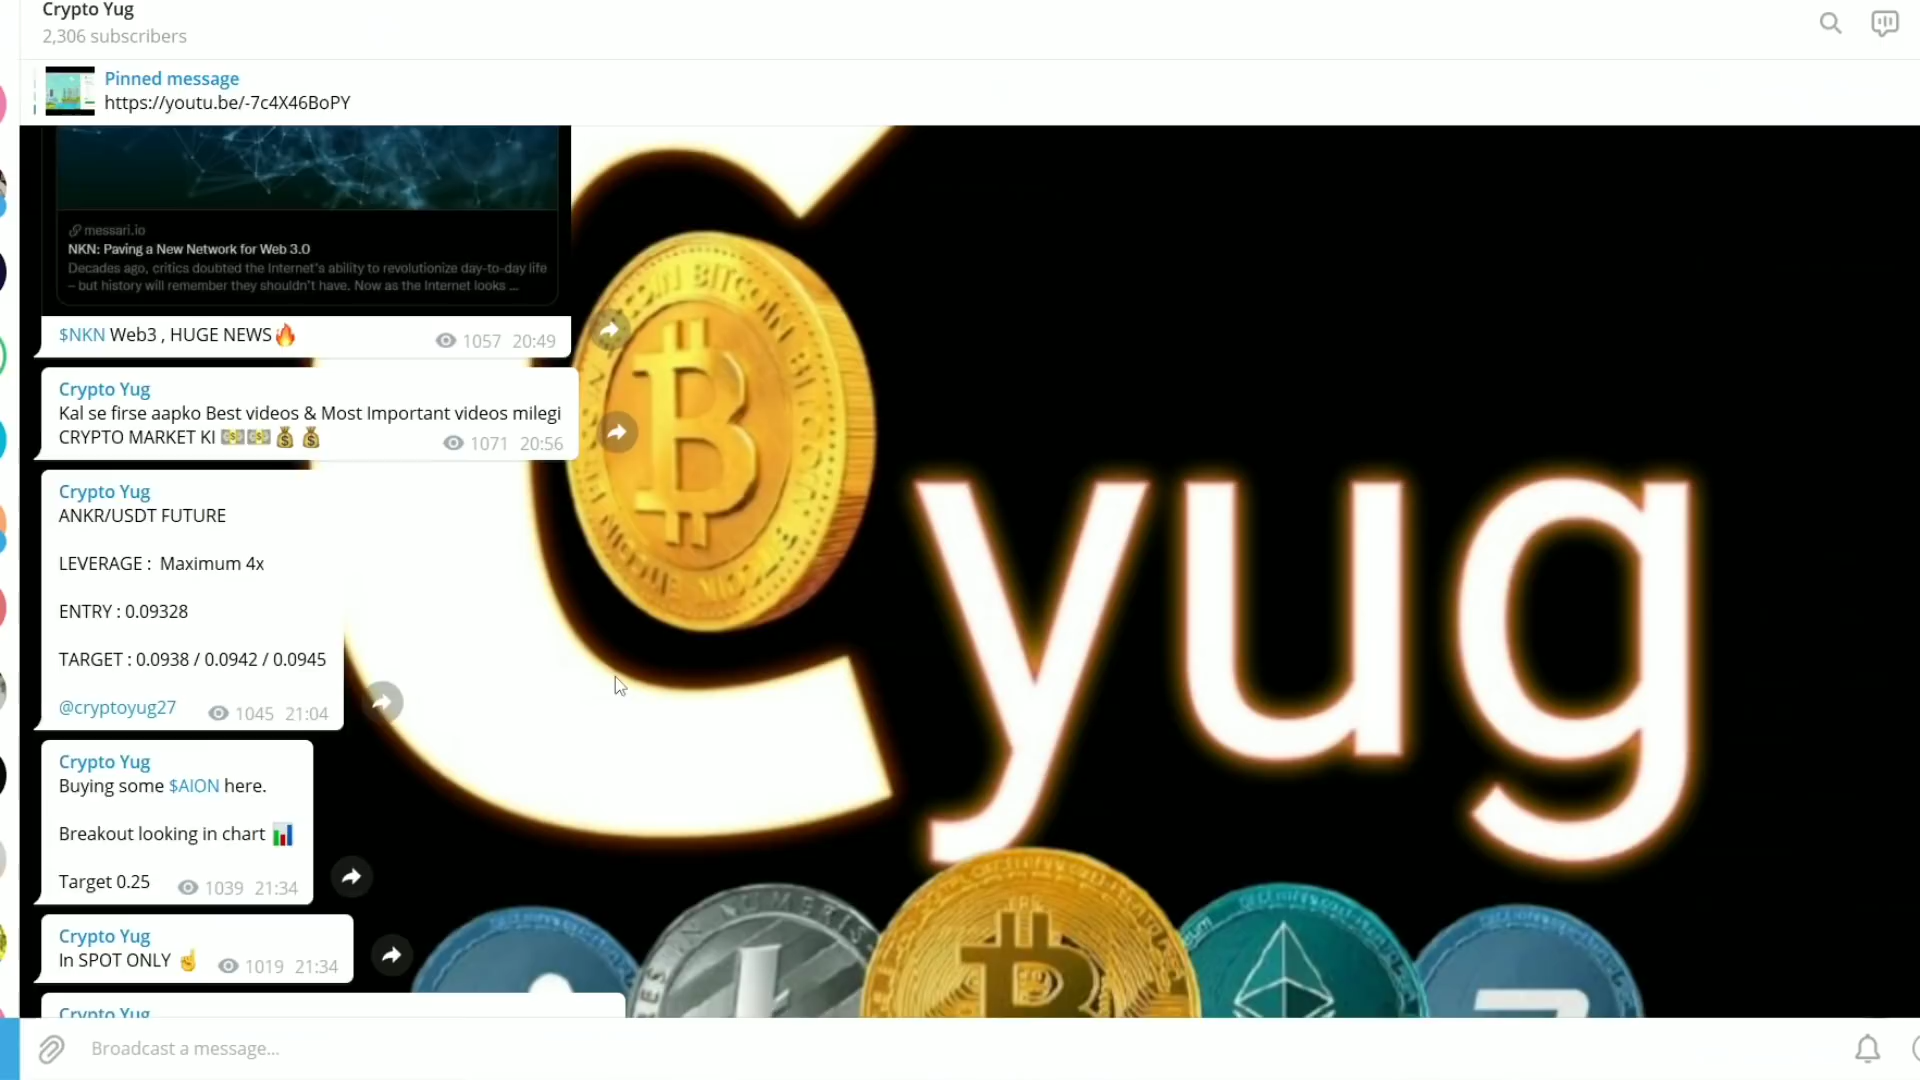 Crypto Yug
2,306 subscribers
Pinned message
https://youtu.be/-7c4X46BoPY
messari.io
NKN: Paving a New Network for Web 3.0
Decades ago, critics doubted the Internet's ability to revolutionize day-to-day life
– but history will remember they shouldn't have. Now as the Internet looks ...
$NKN Web3 , HUGE NEWS🔥
1057 20:49
Crypto Yug
Kal se firse aapko Best videos & Most Important videos milegi
CRYPTO MARKET KI 💵💵💰💰
1071 20:56
Crypto Yug
ANKR/USDT FUTURE
LEVERAGE : Maximum 4x
ENTRY : 0.09328
TARGET : 0.0938 / 0.0942 / 0.0945
@cryptoyug27
1045 21:04
Crypto Yug
Buying some $AION here.
Breakout looking in chart 📊
Target 0.25
1039 21:34
Crypto Yug
In SPOT ONLY ☝
1019 21:34
Crypto Yug
BITCOIN BITCOIN
yug
Broadcast a message...